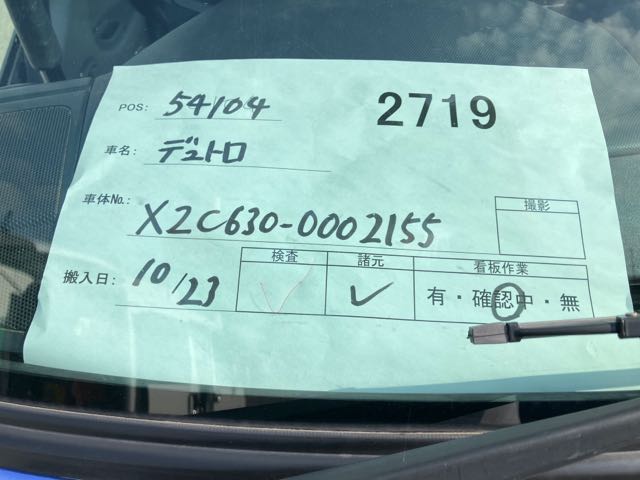 POS: 54104
2719
車名: デュトロ
車体No.: X2C630-0002155
撮影
搬入日: 10/23
検査
諸元 ✓
看板作業
有・確認中・無